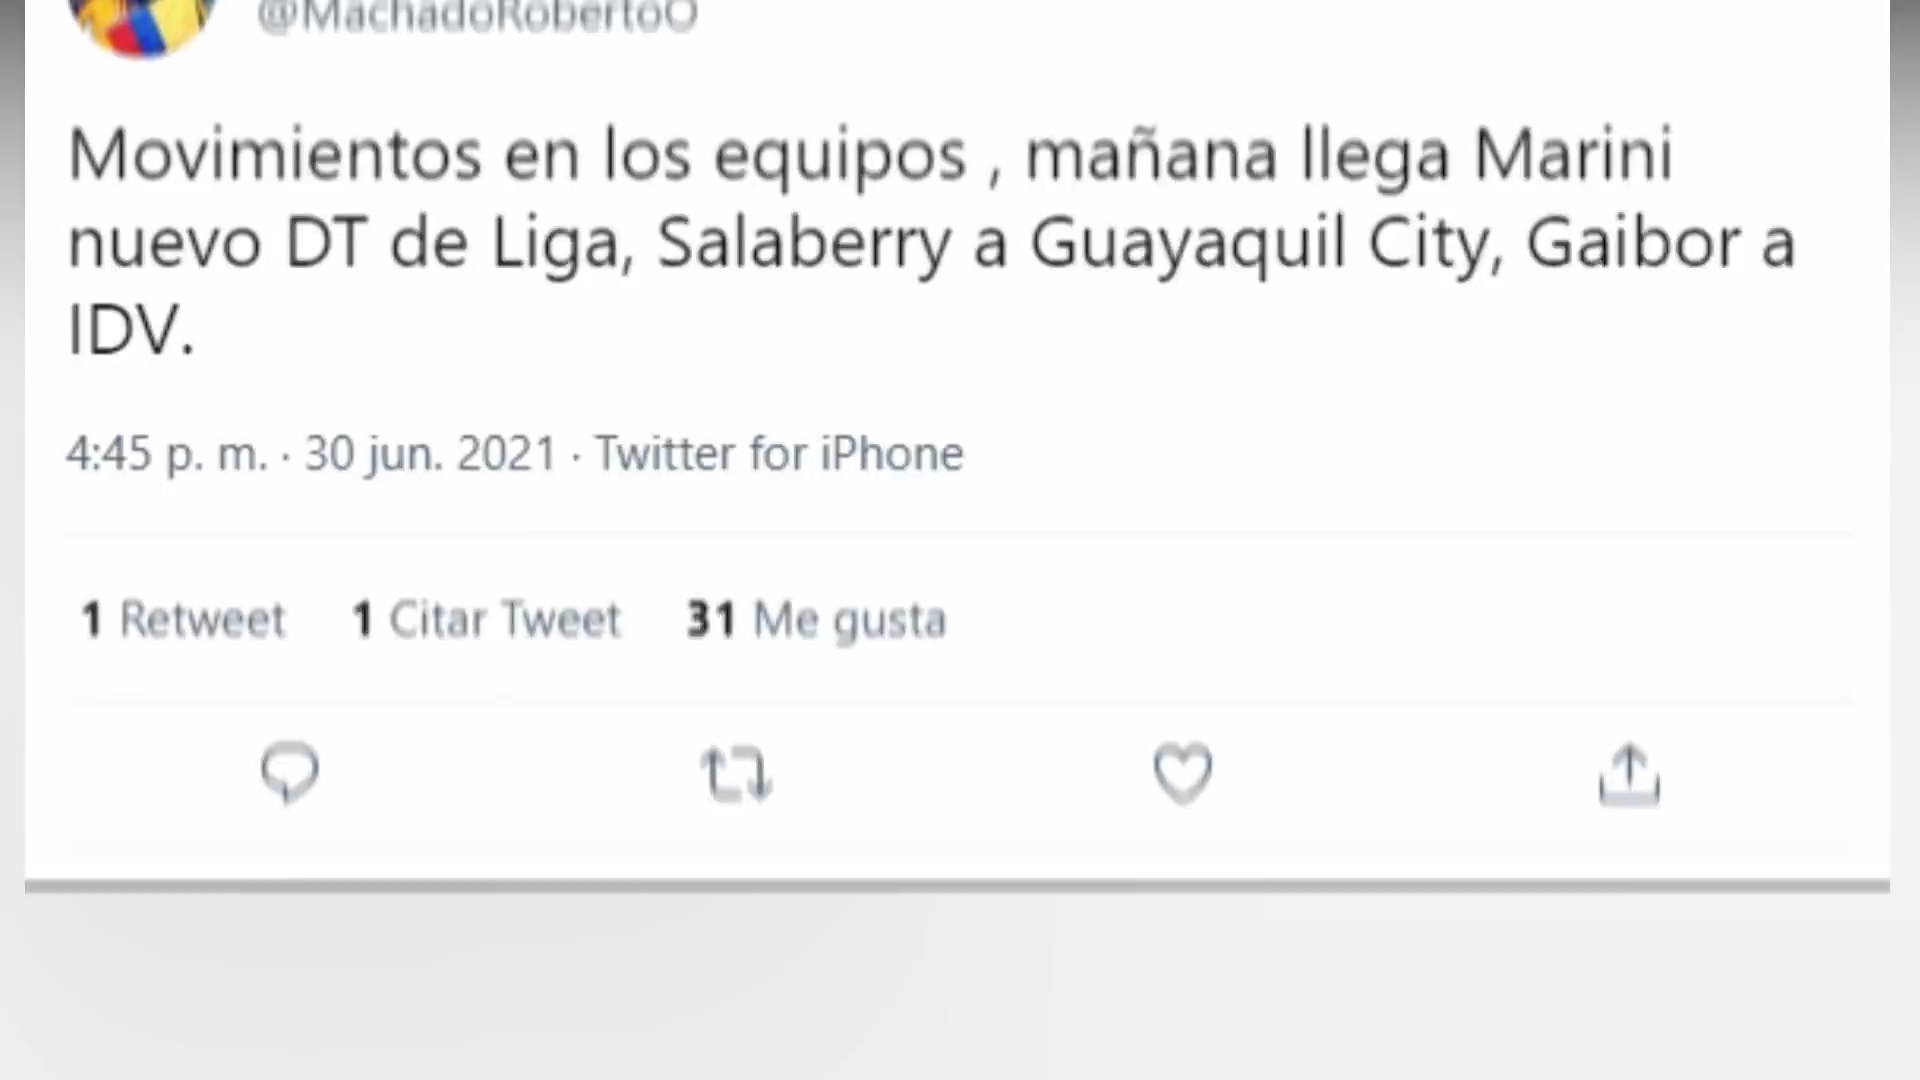 @MachadoRobertoO
Movimientos en los equipos , mañana llega Marini
nuevo DT de Liga, Salaberry a Guayaquil City, Gaibor a
IDV.
4:45 p. m. · 30 jun. 2021 · Twitter for iPhone
1 Retweet 1 Citar Tweet 31 Me gusta